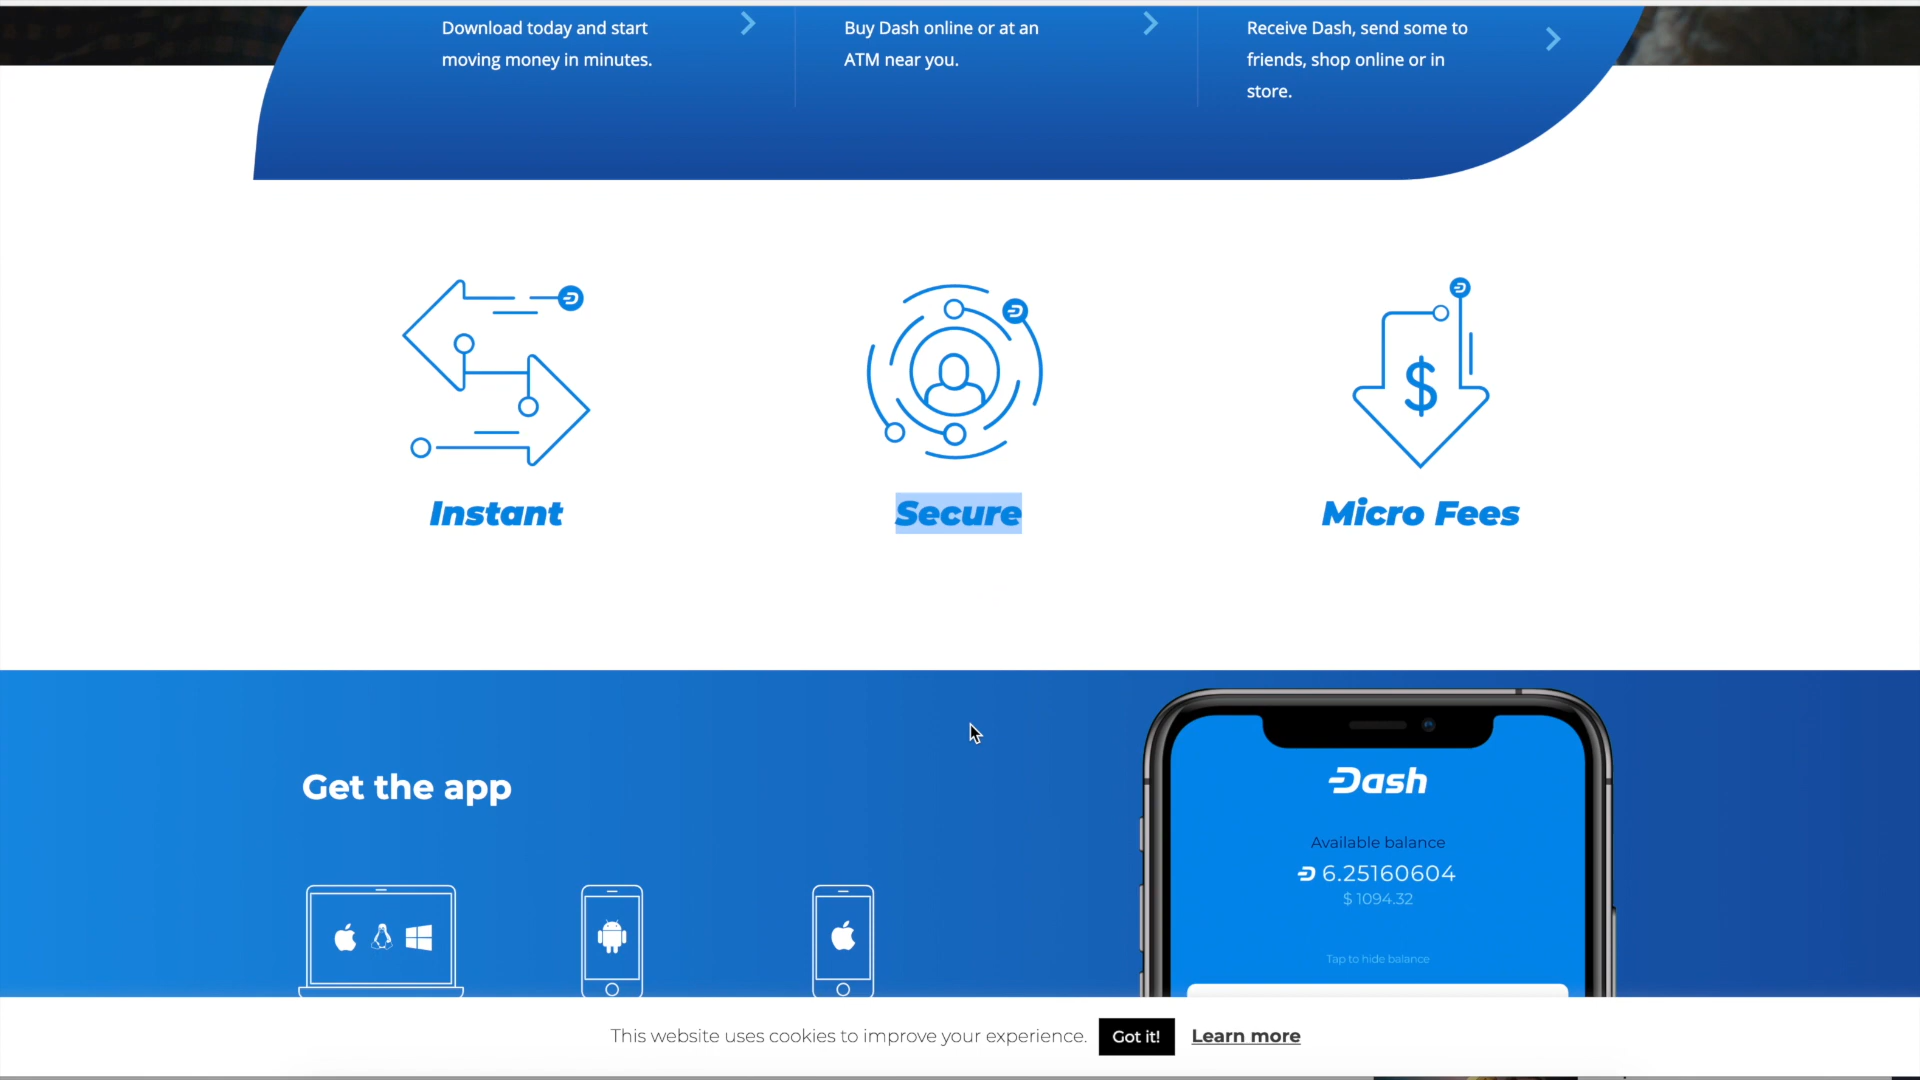 Download today and start
moving money in minutes.
Buy Dash online or at an
ATM near you.
Receive Dash, send some to
friends, shop online or in
store.
Instant
Secure
Micro Fees
Get the app
Dash
Available balance
6.25160604
$ 1094.32
Tap to hide balance
This website uses cookies to improve your experience. Got it! Learn more